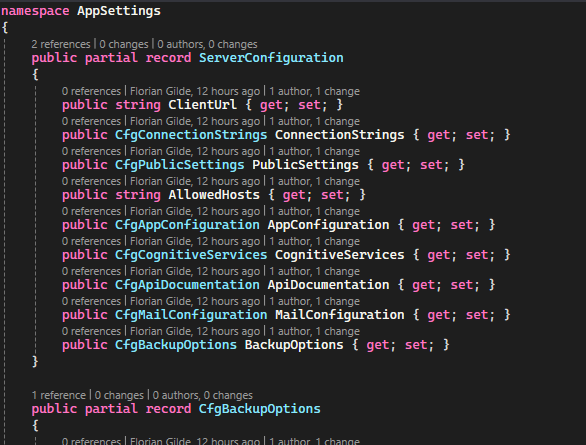 namespace AppSettings
{
2 references | 0 changes | 0 authors, 0 changes
public partial record ServerConfiguration
{
0 references | Florian Gilde, 12 hours ago | 1 author, 1 change
public string ClientUrl { get; set; }
0 references | Florian Gilde, 12 hours ago | 1 author, 1 change
public CfgConnectionStrings ConnectionStrings { get; set; }
0 references | Florian Gilde, 12 hours ago | 1 author, 1 change
public CfgPublicSettings PublicSettings { get; set; }
0 references | Florian Gilde, 12 hours ago | 1 author, 1 change
public string AllowedHosts { get; set; }
0 references | Florian Gilde, 12 hours ago | 1 author, 1 change
public CfgAppConfiguration AppConfiguration { get; set; }
0 references | Florian Gilde, 12 hours ago | 1 author, 1 change
public CfgCognitiveServices CognitiveServices { get; set; }
0 references | Florian Gilde, 12 hours ago | 1 author, 1 change
public CfgApiDocumentation ApiDocumentation { get; set; }
0 references | Florian Gilde, 12 hours ago | 1 author, 1 change
public CfgMailConfiguration MailConfiguration { get; set; }
0 references | Florian Gilde, 12 hours ago | 1 author, 1 change
public CfgBackupOptions BackupOptions { get; set; }
}
1 reference | 0 changes | 0 authors, 0 changes
public partial record CfgBackupOptions
{
0 references | Florian Gilde, 12 hours ago | 1 author, 1 change